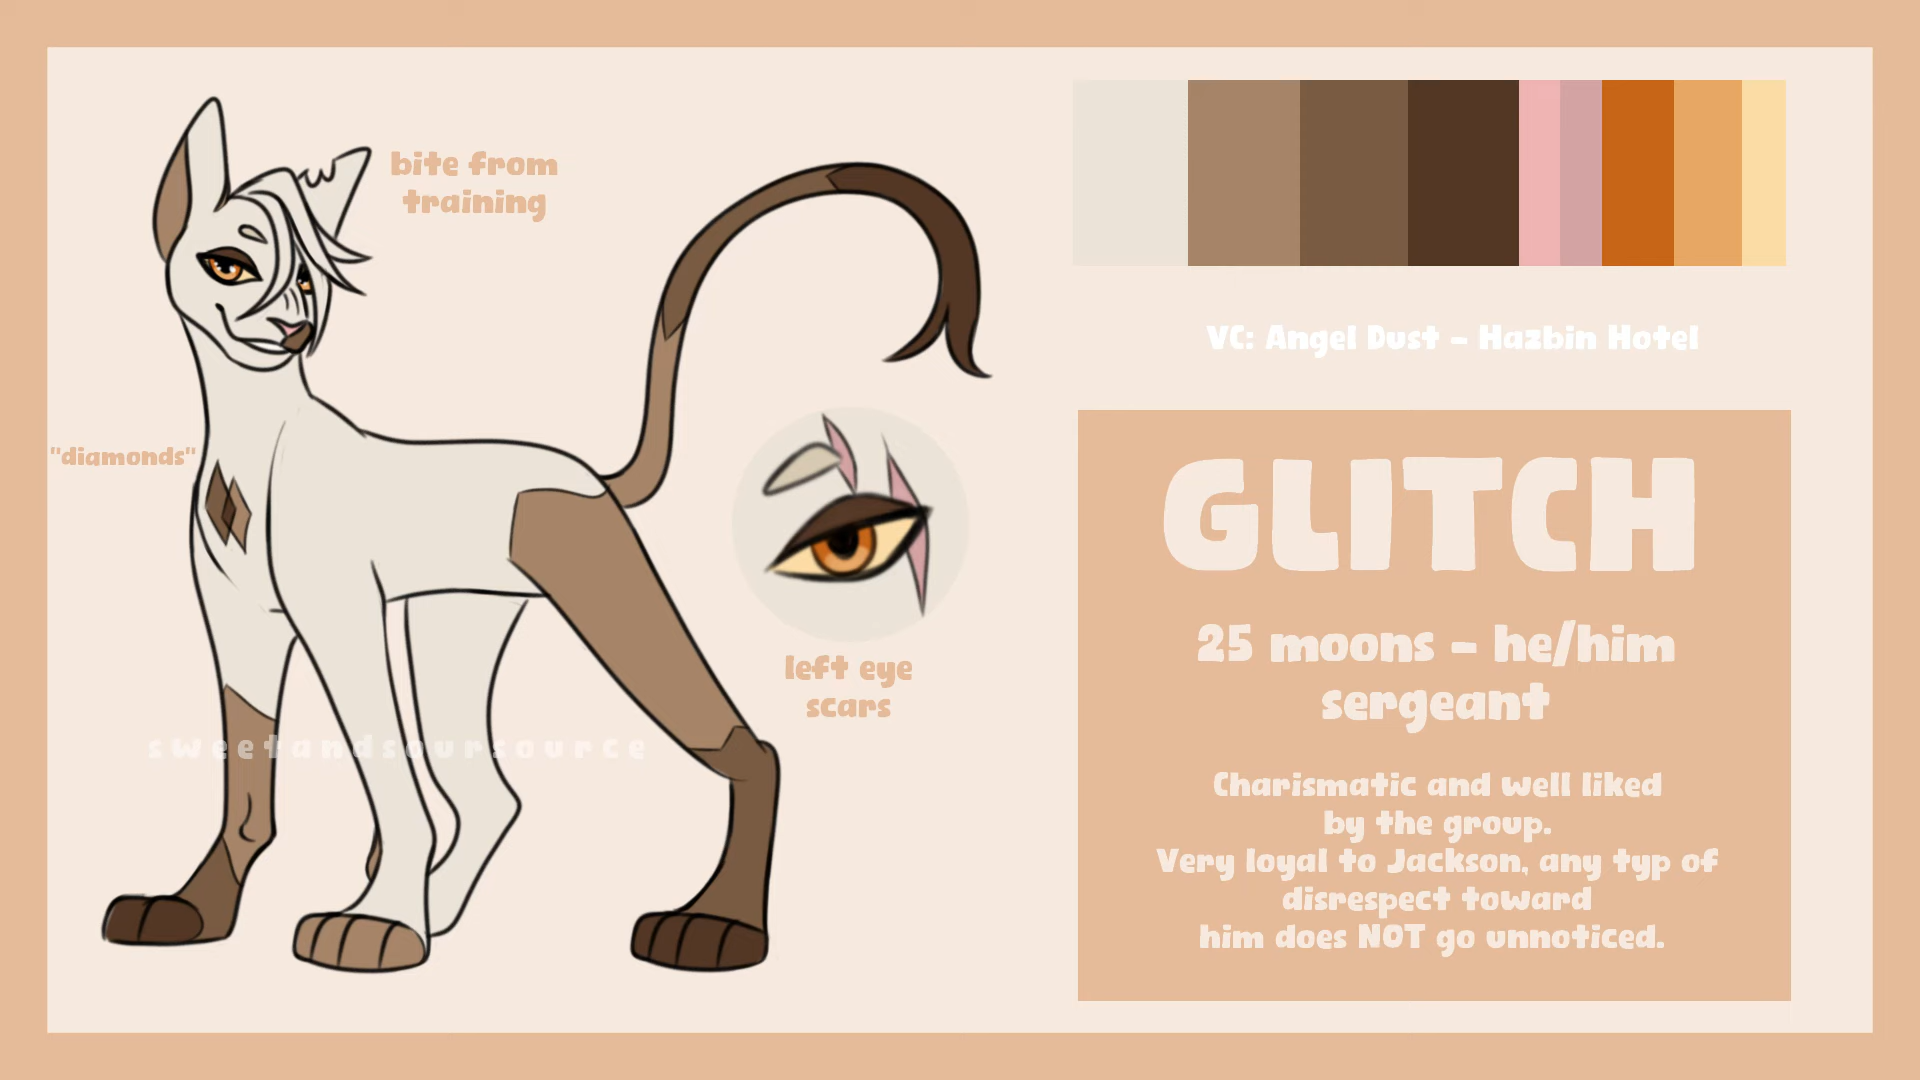 bite from
training
"diamonds"
left eye
scars
sweetandsoursource
VC: Angel Dust - Hazbin Hotel
GLITCH
25 moons - he/him
sergeant
Charismatic and well liked
by the group.
Very loyal to Jackson, any typ of
disrespect toward
him does NOT go unnoticed.